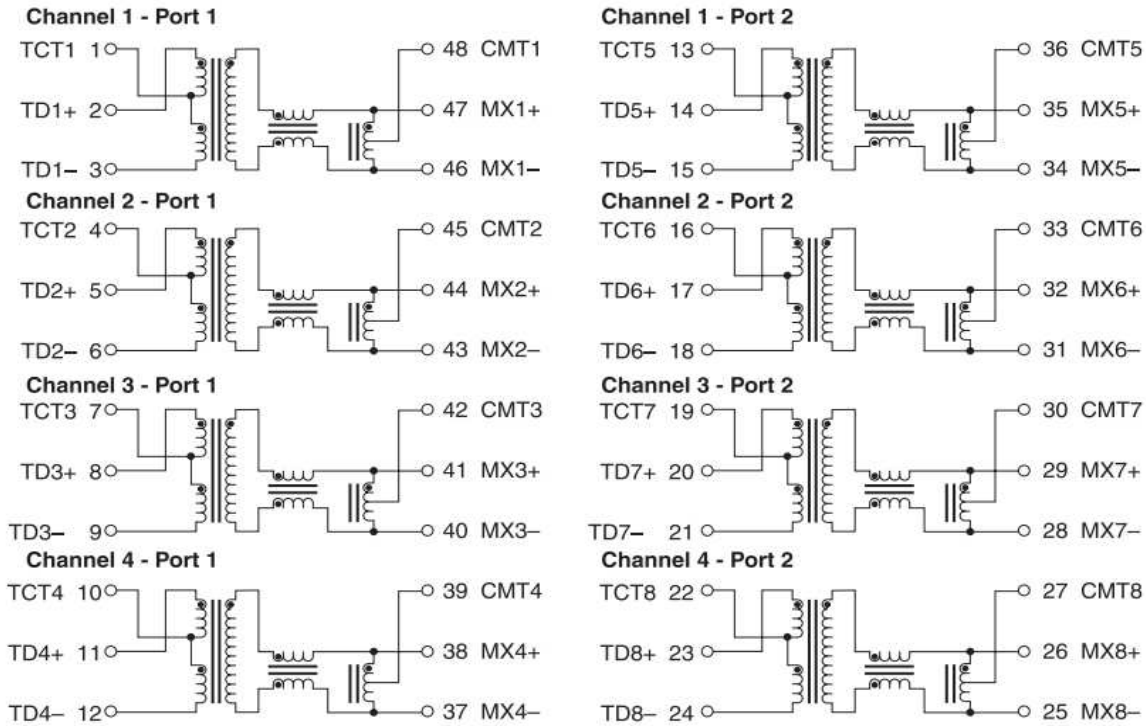 Channel 1 - Port 1
TCT1 1
48 CMT1
TD1+ 2
47 MX1+
TD1– 3
46 MX1–
Channel 2 - Port 1
TCT2 4
45 CMT2
TD2+ 5
44 MX2+
TD2– 6
43 MX2–
Channel 3 - Port 1
TCT3 7
42 CMT3
TD3+ 8
41 MX3+
TD3– 9
40 MX3–
Channel 4 - Port 1
TCT4 10
39 CMT4
TD4+ 11
38 MX4+
TD4– 12
37 MX4–
Channel 1 - Port 2
TCT5 13
36 CMT5
TD5+ 14
35 MX5+
TD5– 15
34 MX5–
Channel 2 - Port 2
TCT6 16
33 CMT6
TD6+ 17
32 MX6+
TD6– 18
31 MX6–
Channel 3 - Port 2
TCT7 19
30 CMT7
TD7+ 20
29 MX7+
TD7– 21
28 MX7–
Channel 4 - Port 2
TCT8 22
27 CMT8
TD8+ 23
26 MX8+
TD8– 24
25 MX8–